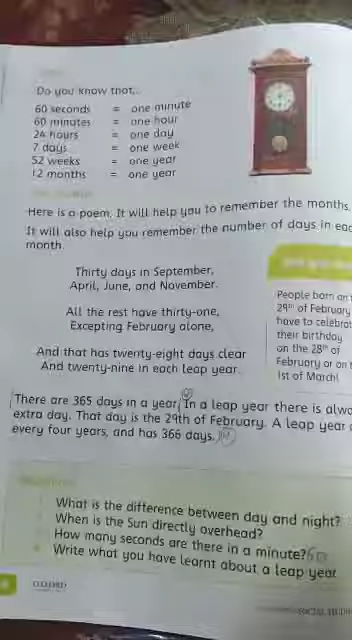 Do you know that...
60 seconds = one minute
60 minutes = one hour
24 hours = one day
7 days = one week
52 weeks = one year
12 months = one year
Here is a poem. It will help you to remember the months.
It will also help you remember the number of days in eac
month.
Thirty days in September,
April, June, and November.
All the rest have thirty-one,
Excepting February alone,
And that has twenty-eight days clear
And twenty-nine in each leap year.
People born on
29th of February
have to celebrat
their birthday
on the 28th of
February or on
1st of March!
There are 365 days in a year. In a leap year there is alwa
extra day. That day is the 29th of February. A leap year
every four years, and has 366 days.
What is the difference between day and night?
When is the Sun directly overhead?
How many seconds are there in a minute? 60
Write what you have learnt about a leap year
OXFORD